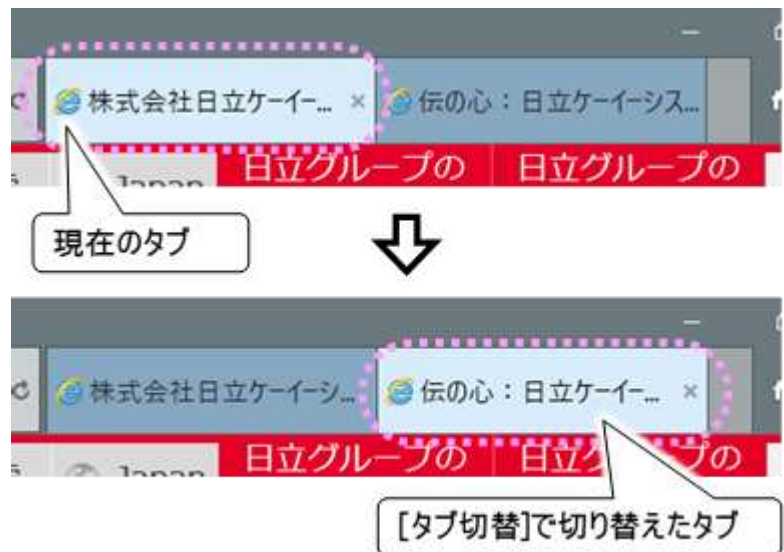 株式会社日立ケーイー... ×
伝の心：日立ケーイーシス...
Japan
日立グループの
日立グループの
現在のタブ
株式会社日立ケーイーシ...
伝の心：日立ケーイー... ×
Japan
日立グループの
日立グループの
[タブ切替]で切り替えたタブ